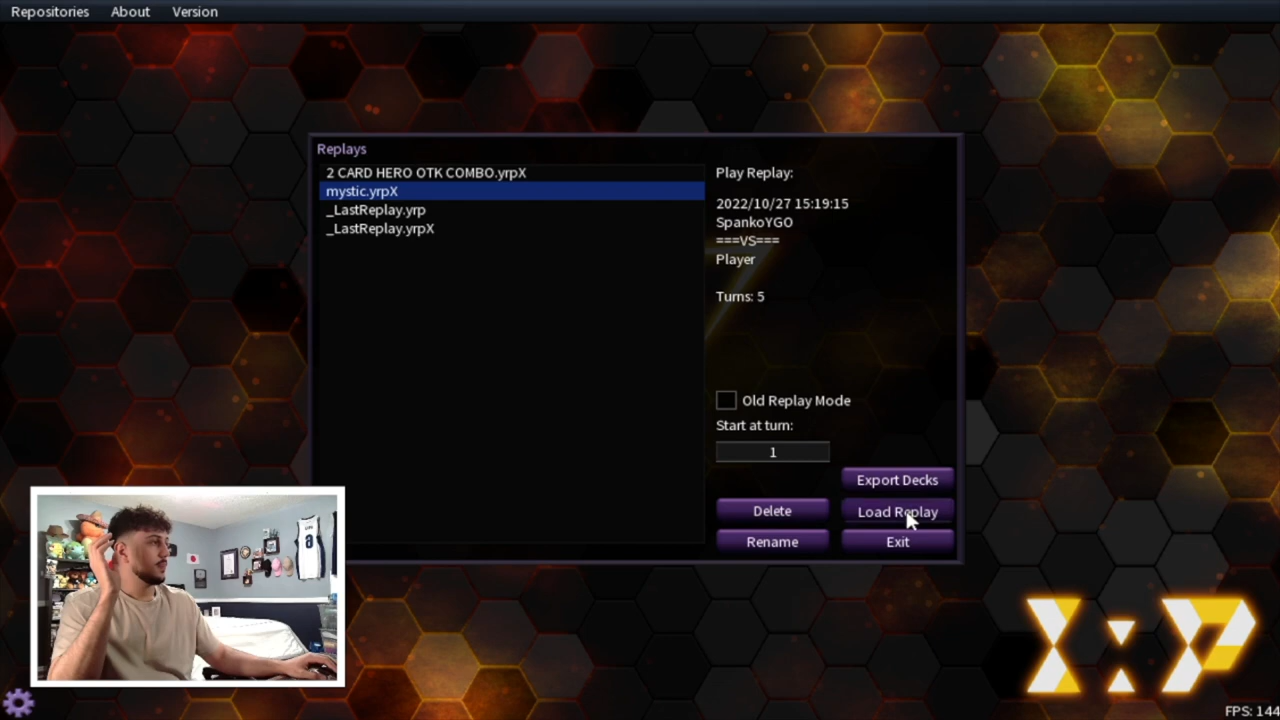 Repositories About Version
Replays
2 CARD HERO OTK COMBO.yrpX
mystic.yrpX
_LastReplay.yrp
_LastReplay.yrpX
Play Replay:
2022/10/27 15:19:15
SpankoYGO
===VS===
Player
Turns: 5
Old Replay Mode
Start at turn:
1
Export Decks
Delete
Load Replay
Rename
Exit
X:P
FPS: 144